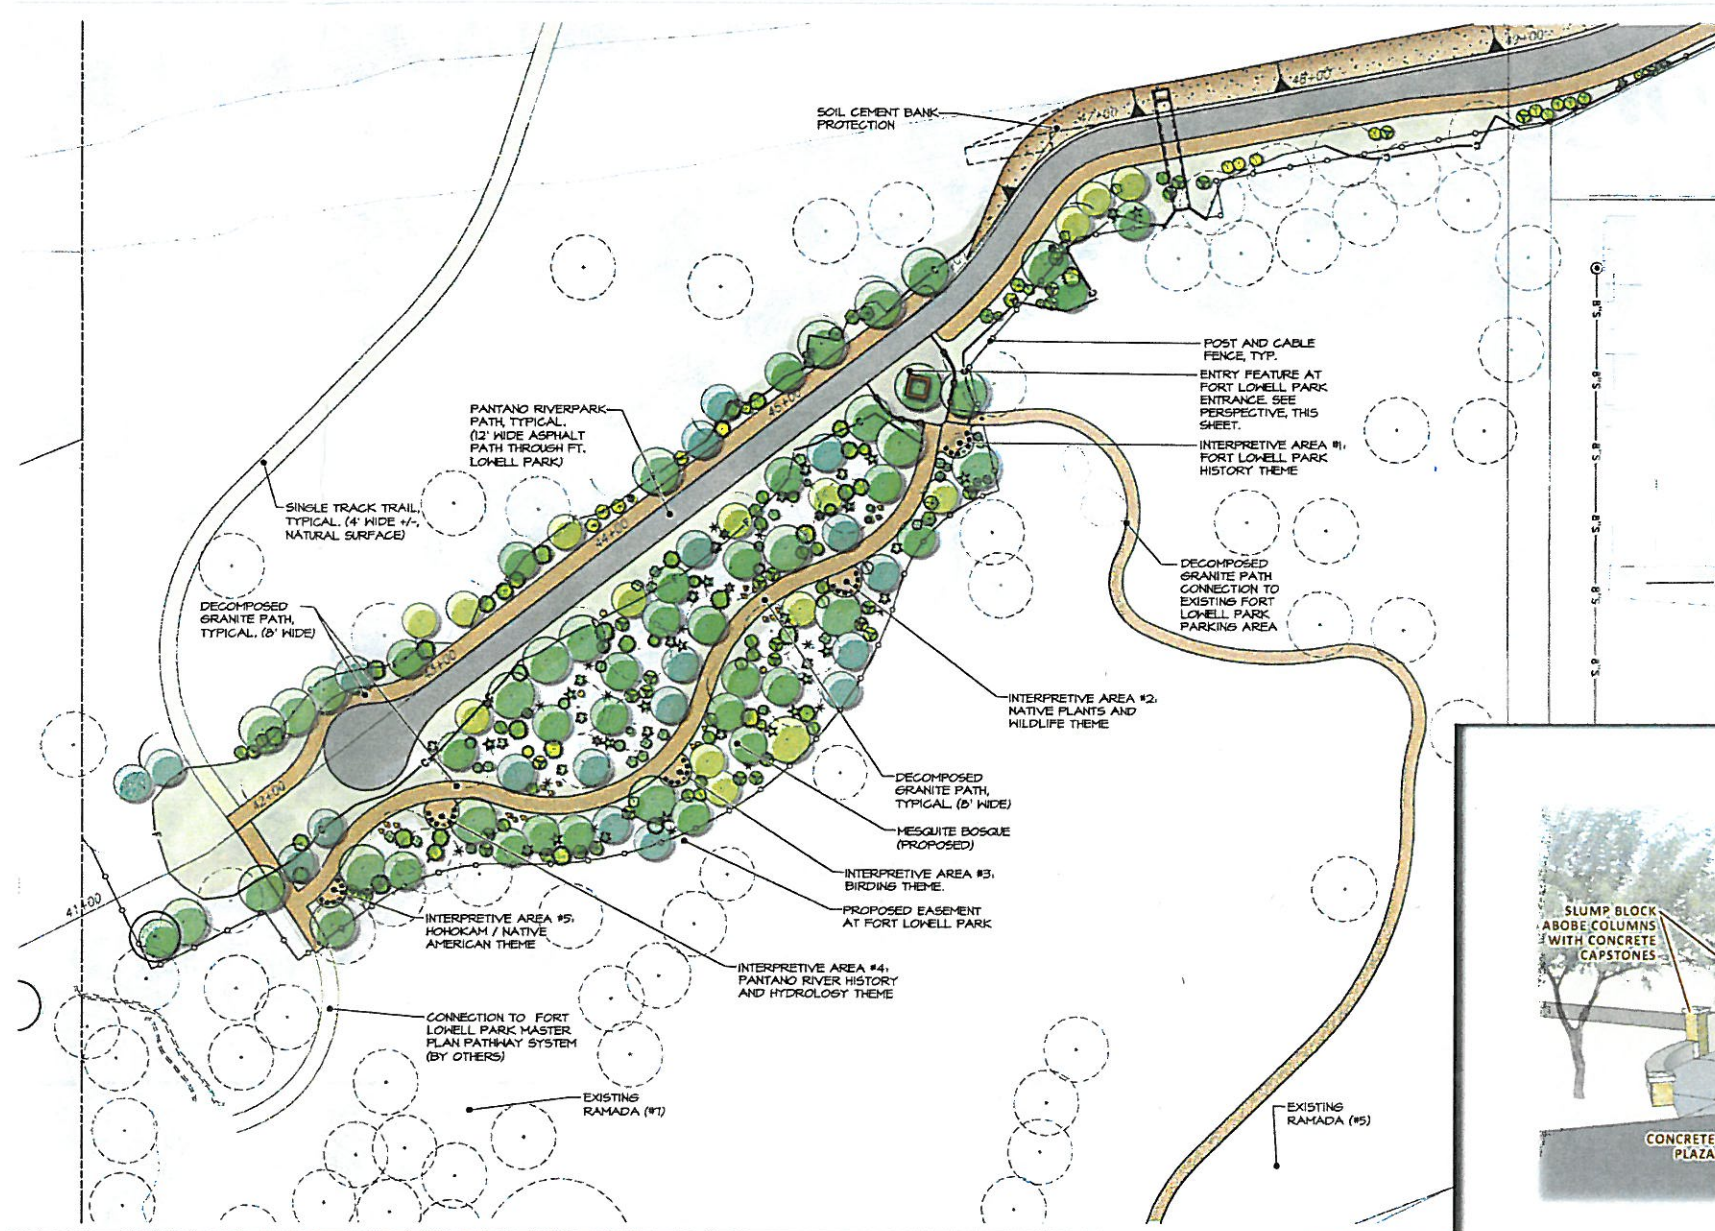 SOIL CEMENT BANK
PROTECTION
47+00
48+00
49+00
POST AND CABLE
FENCE, TYP.
ENTRY FEATURE AT
FORT LOWELL PARK
ENTRANCE. SEE
PERSPECTIVE, THIS
SHEET.
INTERPRETIVE AREA #1:
FORT LOWELL PARK
HISTORY THEME
PANTANO RIVERPARK
PATH, TYPICAL.
(12' WIDE ASPHALT
PATH THROUGH FT.
LOWELL PARK)
45+00
44+00
43+00
42+00
41+00
SINGLE TRACK TRAIL,
TYPICAL. (4' WIDE +/-,
NATURAL SURFACE)
DECOMPOSED
GRANITE PATH,
TYPICAL. (8' WIDE)
DECOMPOSED
GRANITE PATH
CONNECTION TO
EXISTING FORT
LOWELL PARK
PARKING AREA
8"S
8"S
8"S
8"S
8"S
INTERPRETIVE AREA #2:
NATIVE PLANTS AND
WILDLIFE THEME
DECOMPOSED
GRANITE PATH,
TYPICAL. (8' WIDE)
MESQUITE BOSQUE
(PROPOSED)
INTERPRETIVE AREA #3:
BIRDING THEME.
PROPOSED EASEMENT
AT FORT LOWELL PARK
INTERPRETIVE AREA #5:
HOHOKAM / NATIVE
AMERICAN THEME
INTERPRETIVE AREA #4:
PANTANO RIVER HISTORY
AND HYDROLOGY THEME
CONNECTION TO FORT
LOWELL PARK MASTER
PLAN PATHWAY SYSTEM
(BY OTHERS)
EXISTING
RAMADA (#7)
EXISTING
RAMADA (#5)
SLUMP BLOCK
ABOBE COLUMNS
WITH CONCRETE
CAPSTONES
CONCRETE
PLAZA